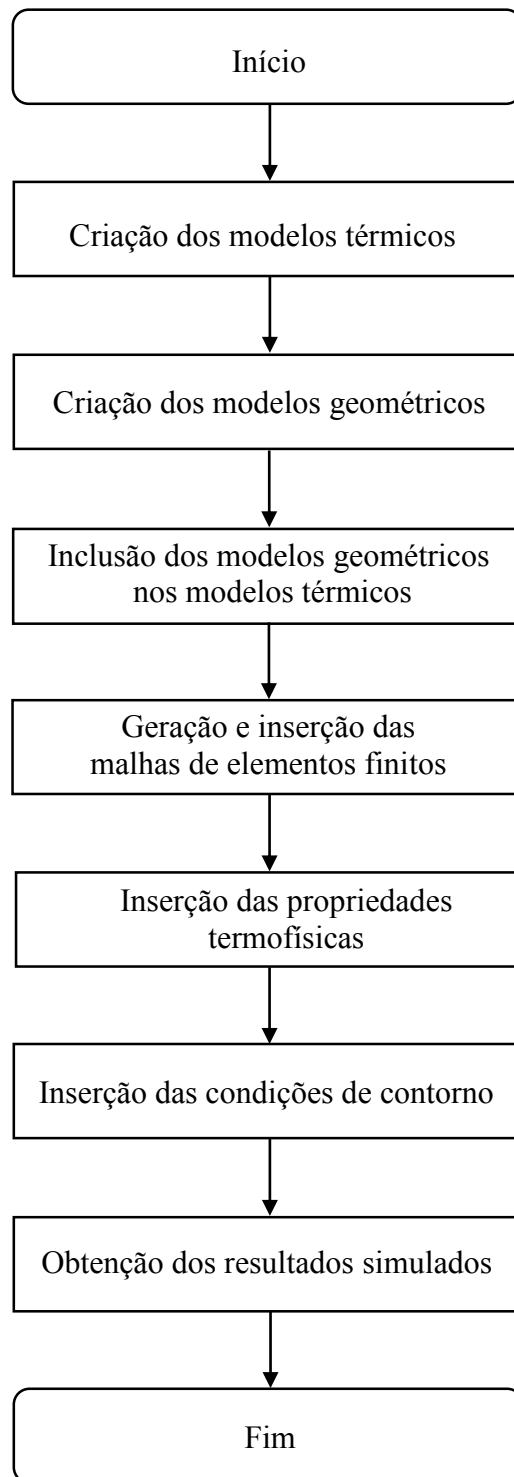 Início
Criação dos modelos térmicos
Criação dos modelos geométricos
Inclusão dos modelos geométricos
nos modelos térmicos
Geração e inserção das
malhas de elementos finitos
Inserção das propriedades
termofísicas
Inserção das condições de contorno
Obtenção dos resultados simulados
Fim